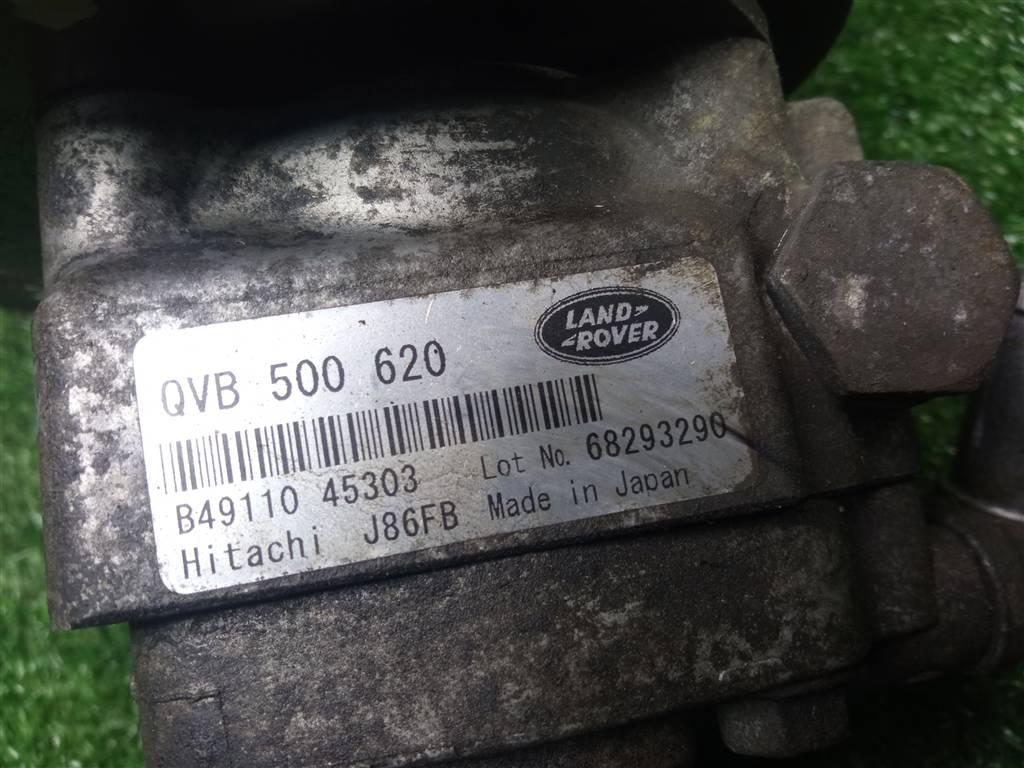 LAND
ROVER
QVB 500 620
B49110 45303 Lot No. 68293290
Hitachi J86FB Made in Japan